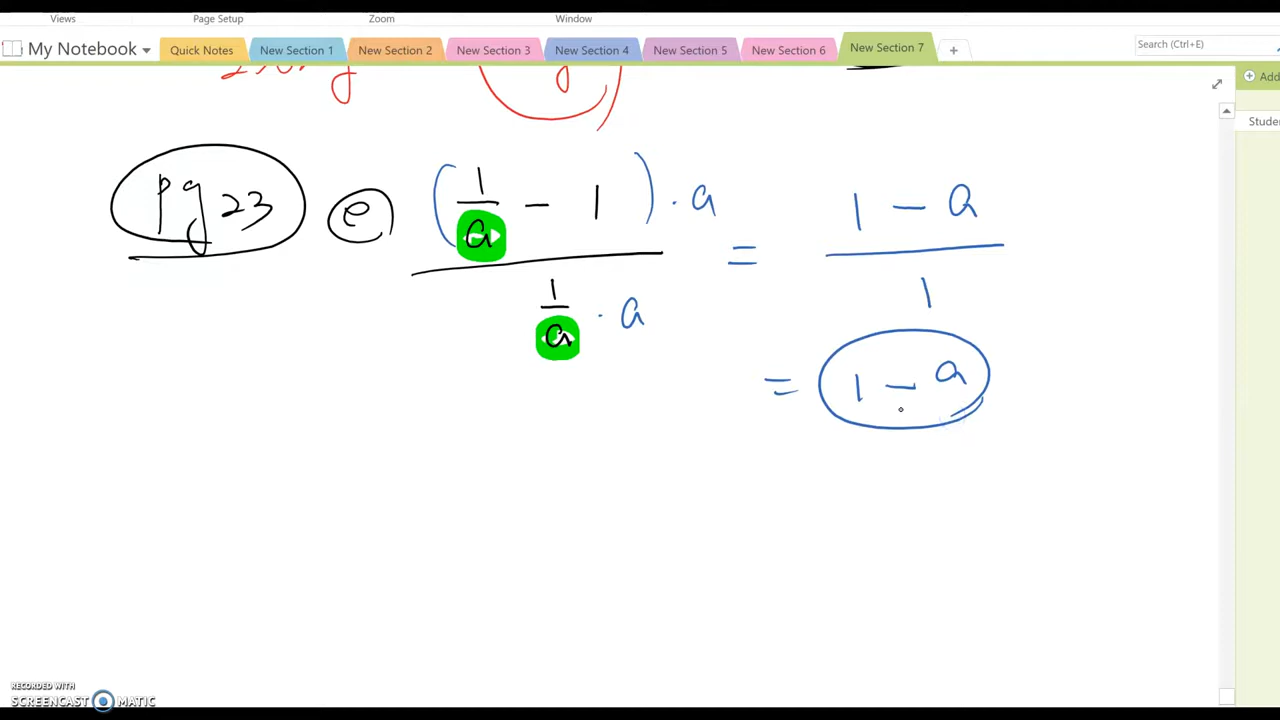 Views Page Setup Zoom Window
My Notebook Quick Notes New Section 1 New Section 2 New Section 3 New Section 4 New Section 5 New Section 6 New Section 7 + Search (Ctrl+E)
Add
Studen
pg 23 e
(1/a - 1) · a / 1/a · a = 1 - a / 1
= 1 - a
RECORDED WITH
SCREENCAST MATIC